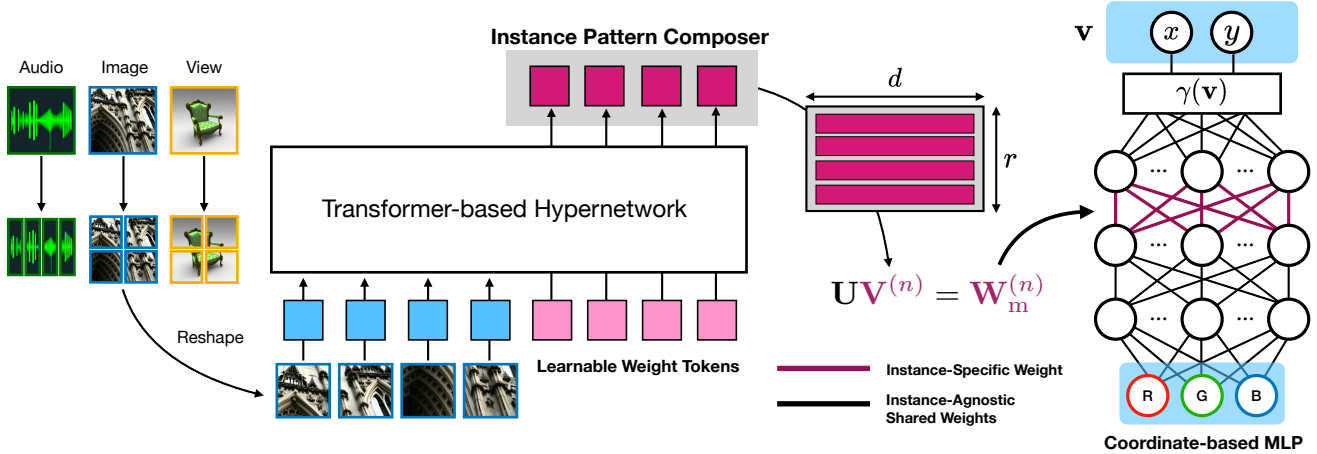 Audio
Image
View
Reshape
Instance Pattern Composer
Transformer-based Hypernetwork
Learnable Weight Tokens
d
r
UV^{(n)} = W_m^{(n)}
Instance-Specific Weight
Instance-Agnostic
Shared Weights
v
x y
γ(v)
... ...
... ...
... ...
R G B
Coordinate-based MLP